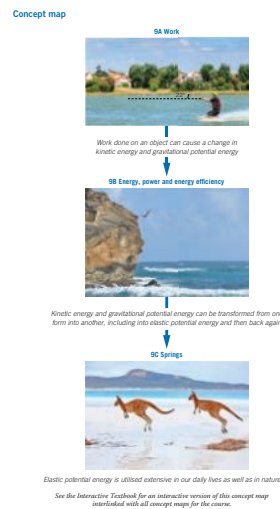 Concept map
9A Work
Work done on an object can cause a change in
kinetic energy and gravitational potential energy
9B Energy, power and energy efficiency
Kinetic energy and gravitational potential energy can be transformed from one
form into another, including into elastic potential energy and then back again
9C Springs
Elastic potential energy is utilised extensive in our daily lives as well as in nature
See the Interactive Textbook for an interactive version of this concept map
interlinked with all concept maps for the course.